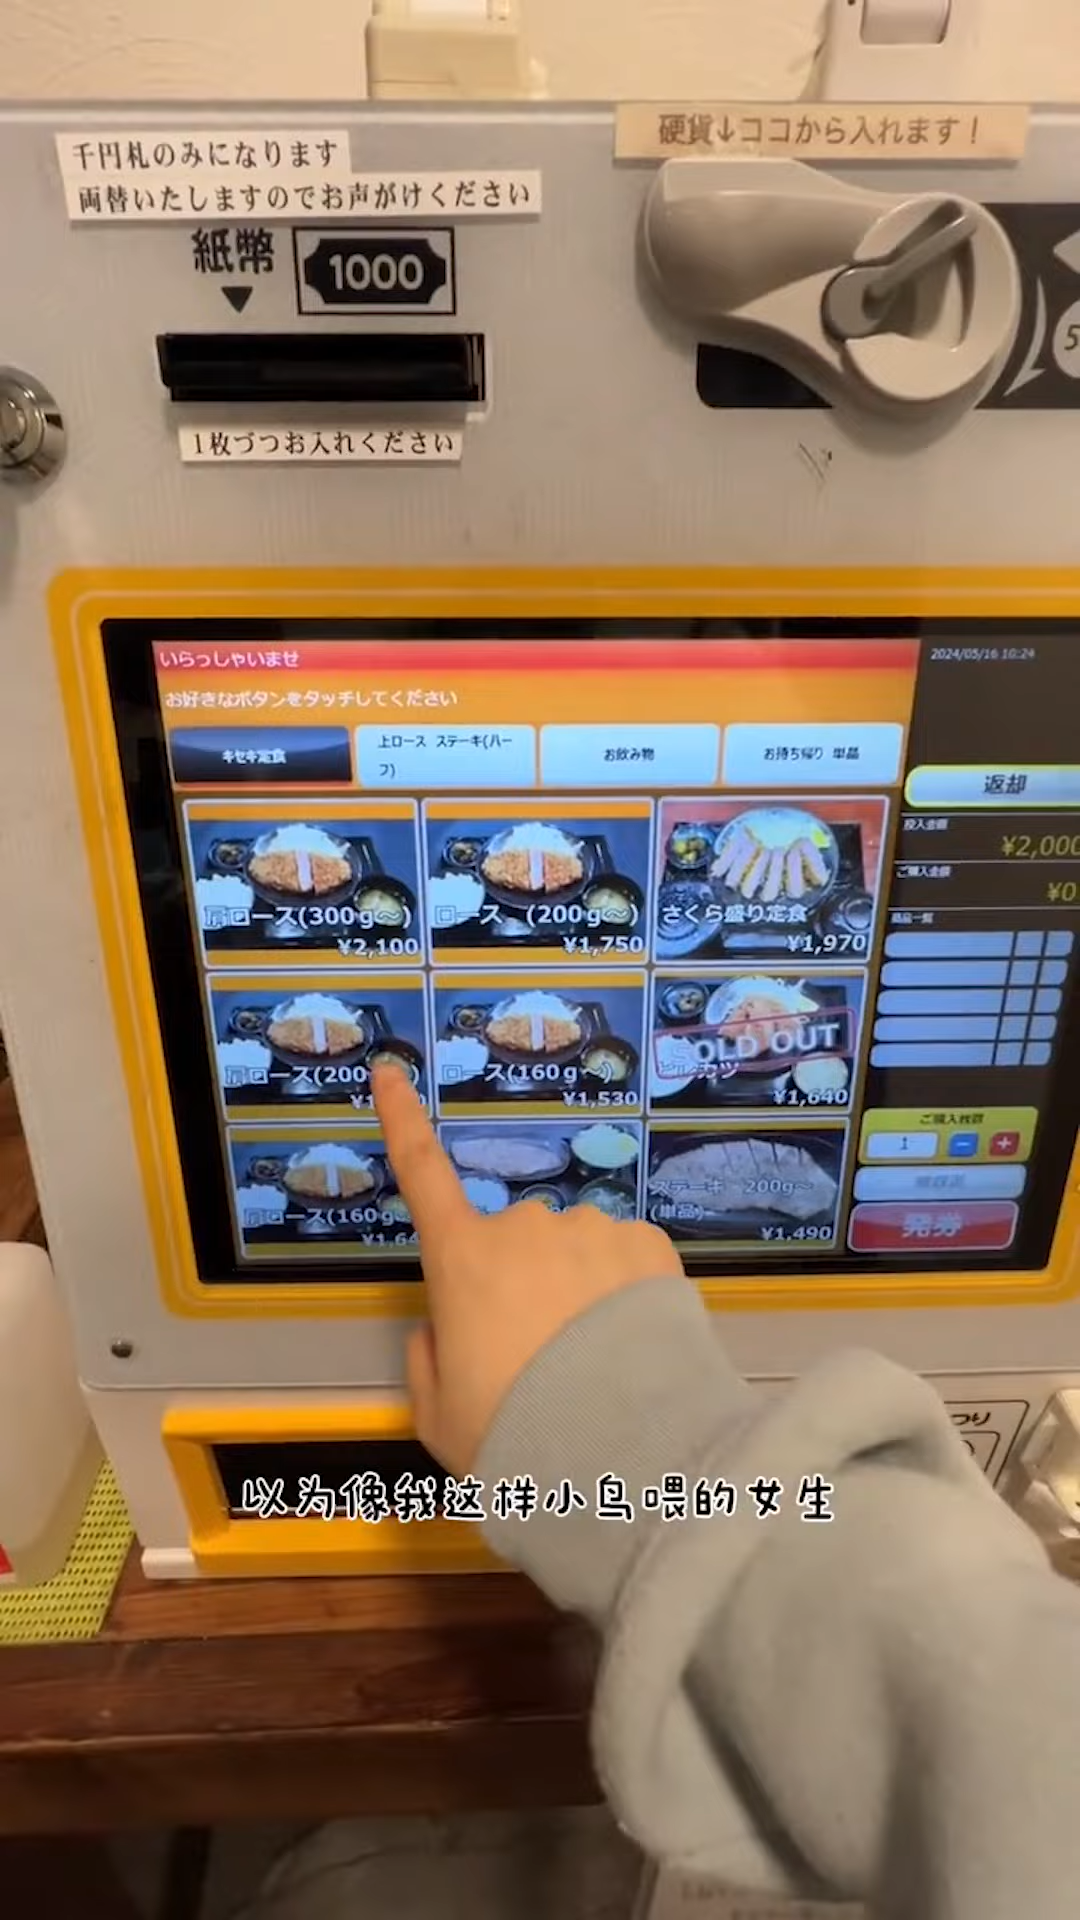 千円札のみになります
両替いたしますのでお声がけください
硬貨↓ココから入れます！
紙幣
1000
5
1枚づつお入れください
いらっしゃいませ
2024/05/16 10:24
お好きなボタンをタッチしてください
キセキ定食
上ロース ステーキ(ハーフ)
お飲み物
お持ち帰り 単品
返却
投入金額
¥2,000
ご購入金額
¥0
商品一覧
肩ロース(300g〜)
¥2,100
ロース (200g〜)
¥1,750
さくら盛り定食
¥1,970
肩ロース(200
ロース(160g〜)
¥1,530
SOLD OUT
ヒレカツ
¥1,640
肩ロース(160g
¥1,64
ステーキ 200g〜
(単品)
¥1,490
ご購入枚数
1
－
＋
発券
つり
以为像我这样小鸟喂的女生